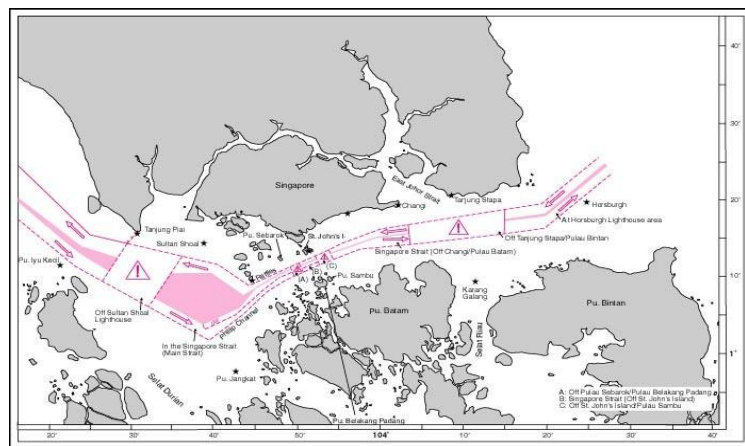 40'
30'
20'
10'
1°
20'
30'
40'
50'
104°
10'
20'
30'
40'
Singapore
East Johor Strait
Changi
Tanjung Stapa
Horsburgh
At Horsburgh Lighthouse area
Off Tanjung Stapa/Pulau Bintan
Singapore Strait (Off Changi/Pulau Batam)
Tanjung Piai
Sultan Shoal
Pu. Sebarok
St. John's I.
Pu. Iyu Kecil
(A)
(B)
(C)
Pu. Sambu
Karang
Galang
Pu. Batam
Pu. Bintan
Selat Riau
Off Sultan Shoal
Lighthouse
Philip Channel
In the Singapore Strait
(Main Strait)
Pu. Jangkat
Selat Durian
Pu. Belakang Padang
A: Off Pulau Sebarok/Pulau Belakang Padang
B: Singapore Strait (Off St. John's Island)
C: Off St. John's Island/Pulau Sambu